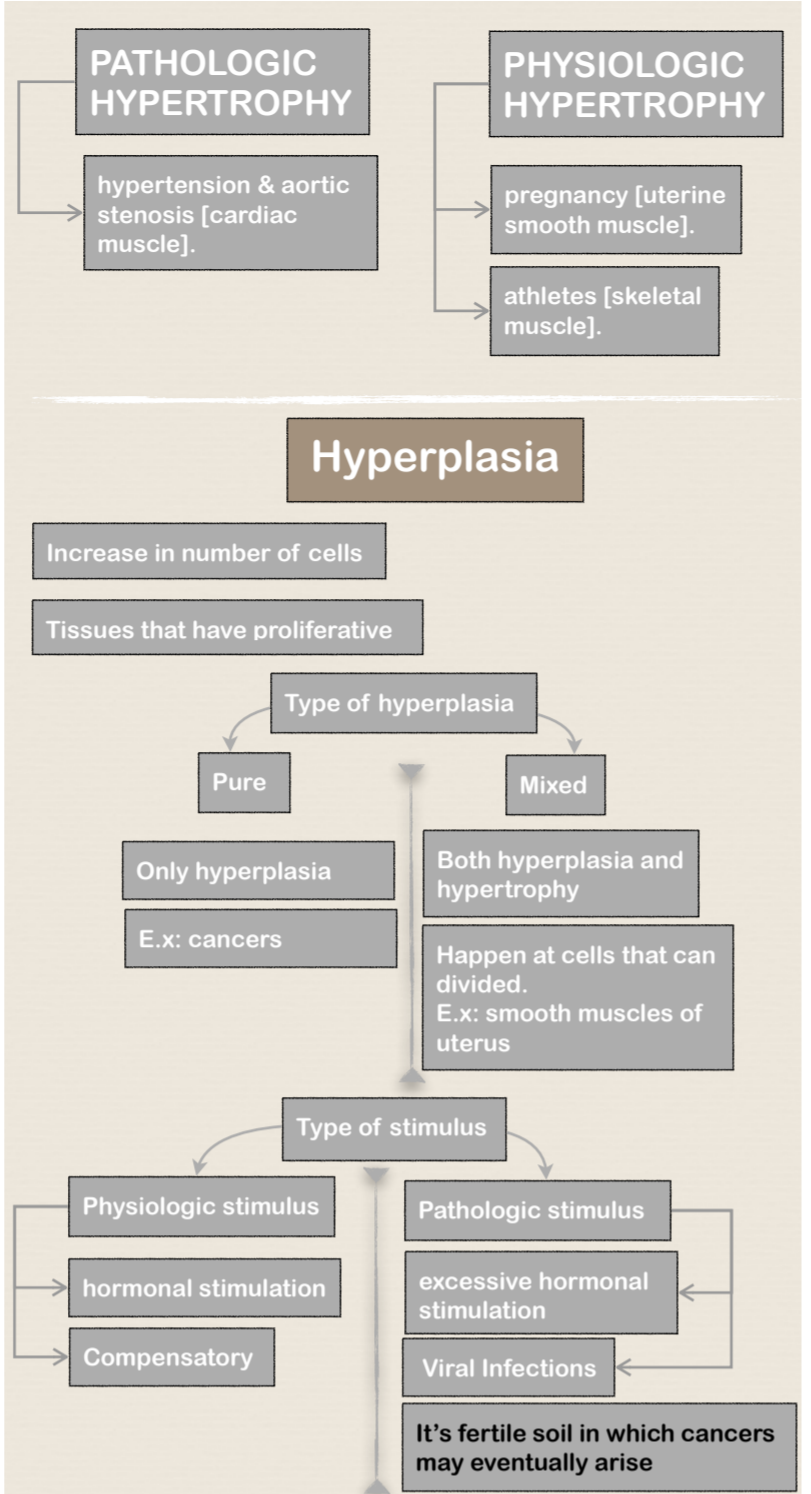 PATHOLOGIC
HYPERTROPHY
hypertension & aortic
stenosis [cardiac
muscle].
PHYSIOLOGIC
HYPERTROPHY
pregnancy [uterine
smooth muscle].
athletes [skeletal
muscle].
Hyperplasia
Increase in number of cells
Tissues that have proliferative
Type of hyperplasia
Pure
Only hyperplasia
E.x: cancers
Mixed
Both hyperplasia and
hypertrophy
Happen at cells that can
divided.
E.x: smooth muscles of
uterus
Type of stimulus
Physiologic stimulus
hormonal stimulation
Compensatory
Pathologic stimulus
excessive hormonal
stimulation
Viral Infections
It's fertile soil in which cancers
may eventually arise